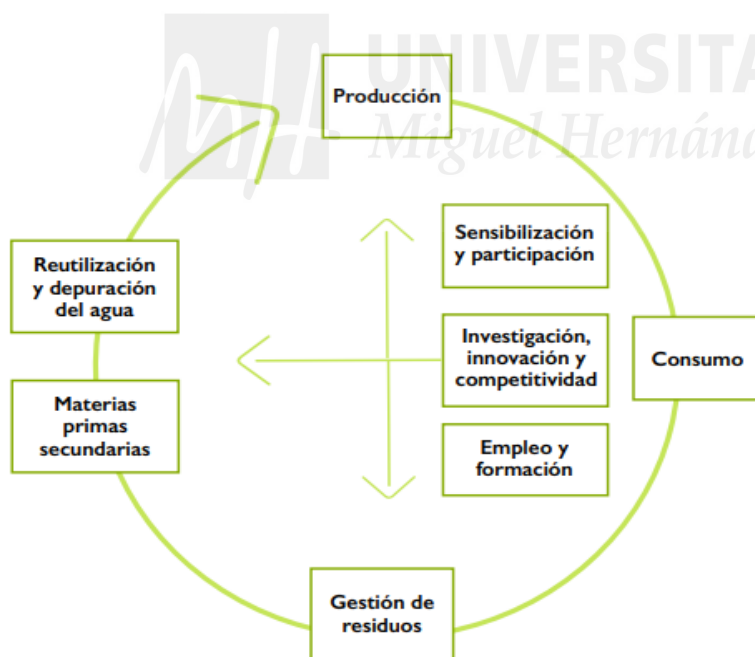 UNIVERSITA
Miguel Hernánd
Producción
Sensibilización
y participación
Reutilización
y depuración
del agua
Investigación,
innovación y
competitividad
Consumo
Materias
primas
secundarias
Empleo y
formación
Gestión de
residuos